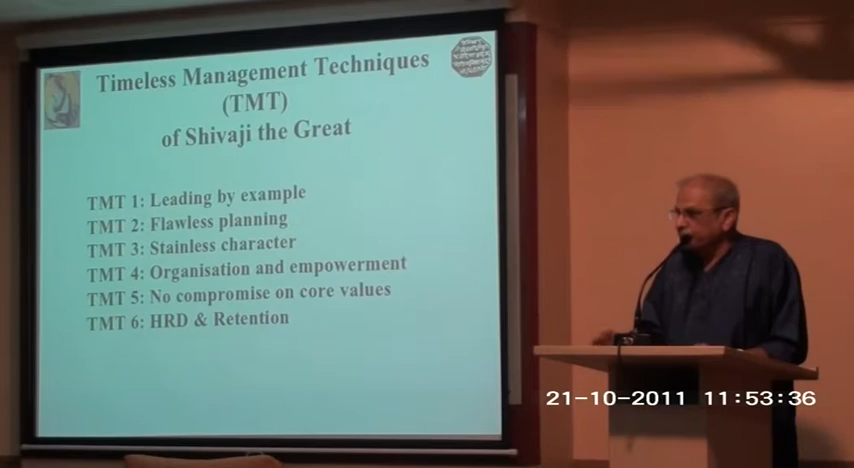 Timeless Management Techniques
(TMT)
of Shivaji the Great
TMT 1: Leading by example
TMT 2: Flawless planning
TMT 3: Stainless character
TMT 4: Organisation and empowerment
TMT 5: No compromise on core values
TMT 6: HRD & Retention
21-10-2011 11:53:36